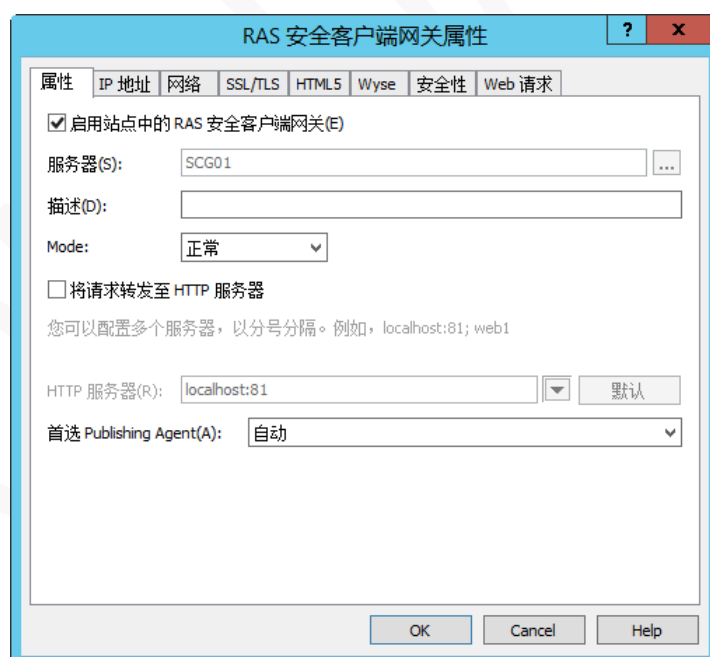 RAS 安全客户端网关属性
? x
属性 IP 地址 网络 SSL/TLS HTML5 Wyse 安全性 Web 请求
启用站点中的 RAS 安全客户端网关(E)
服务器(S): SCG01 ...
描述(D):
Mode: 正常
将请求转发至 HTTP 服务器
您可以配置多个服务器，以分号分隔。例如，localhost:81; web1
HTTP 服务器(R): localhost:81 默认
首选 Publishing Agent(A): 自动
OK Cancel Help